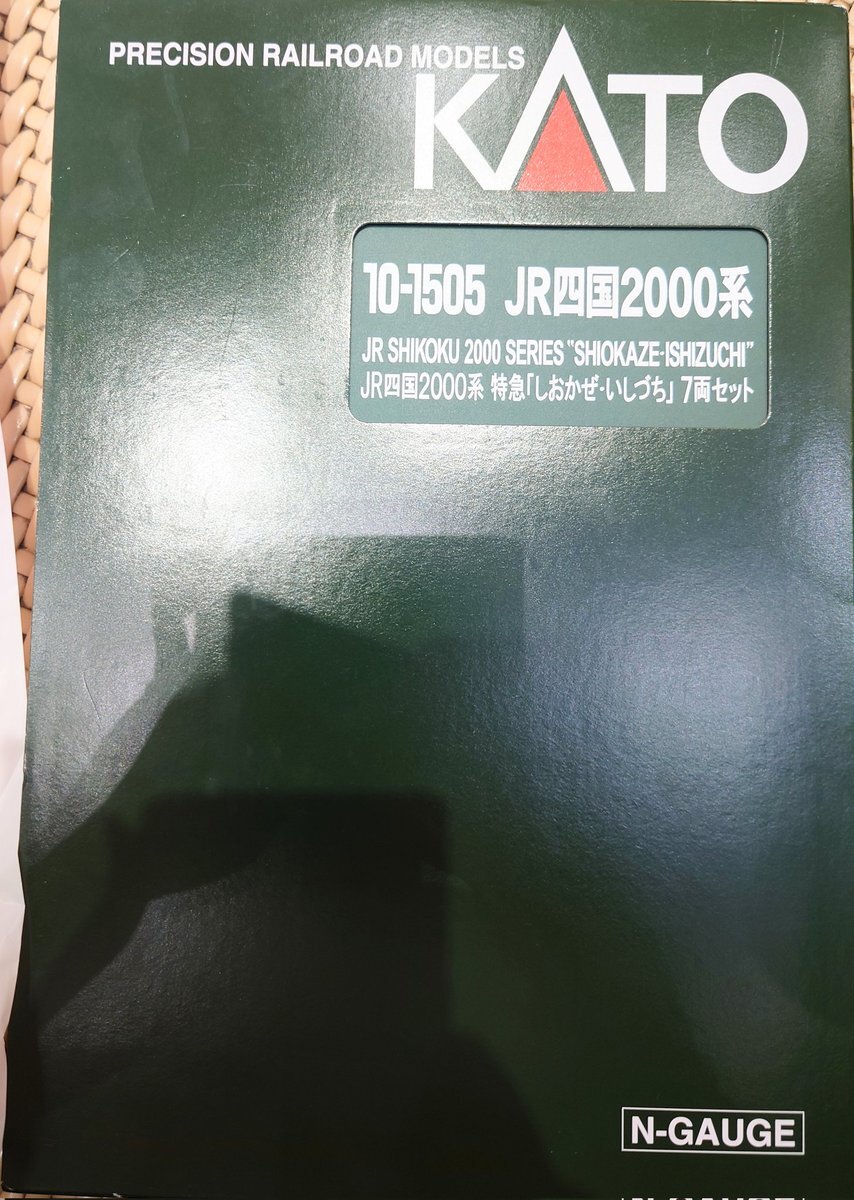 PRECISION RAILROAD MODELS
KATO
10-1505 JR四国2000系
JR SHIKOKU 2000 SERIES "SHIOKAZE·ISHIZUCHI"
JR四国2000系 特急「しおかぜ·いしづち」 7両セット
N-GAUGE